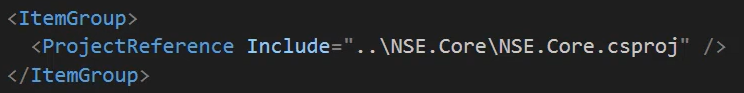 <ItemGroup>
  <ProjectReference Include="..\NSE.Core\NSE.Core.csproj" />
</ItemGroup>